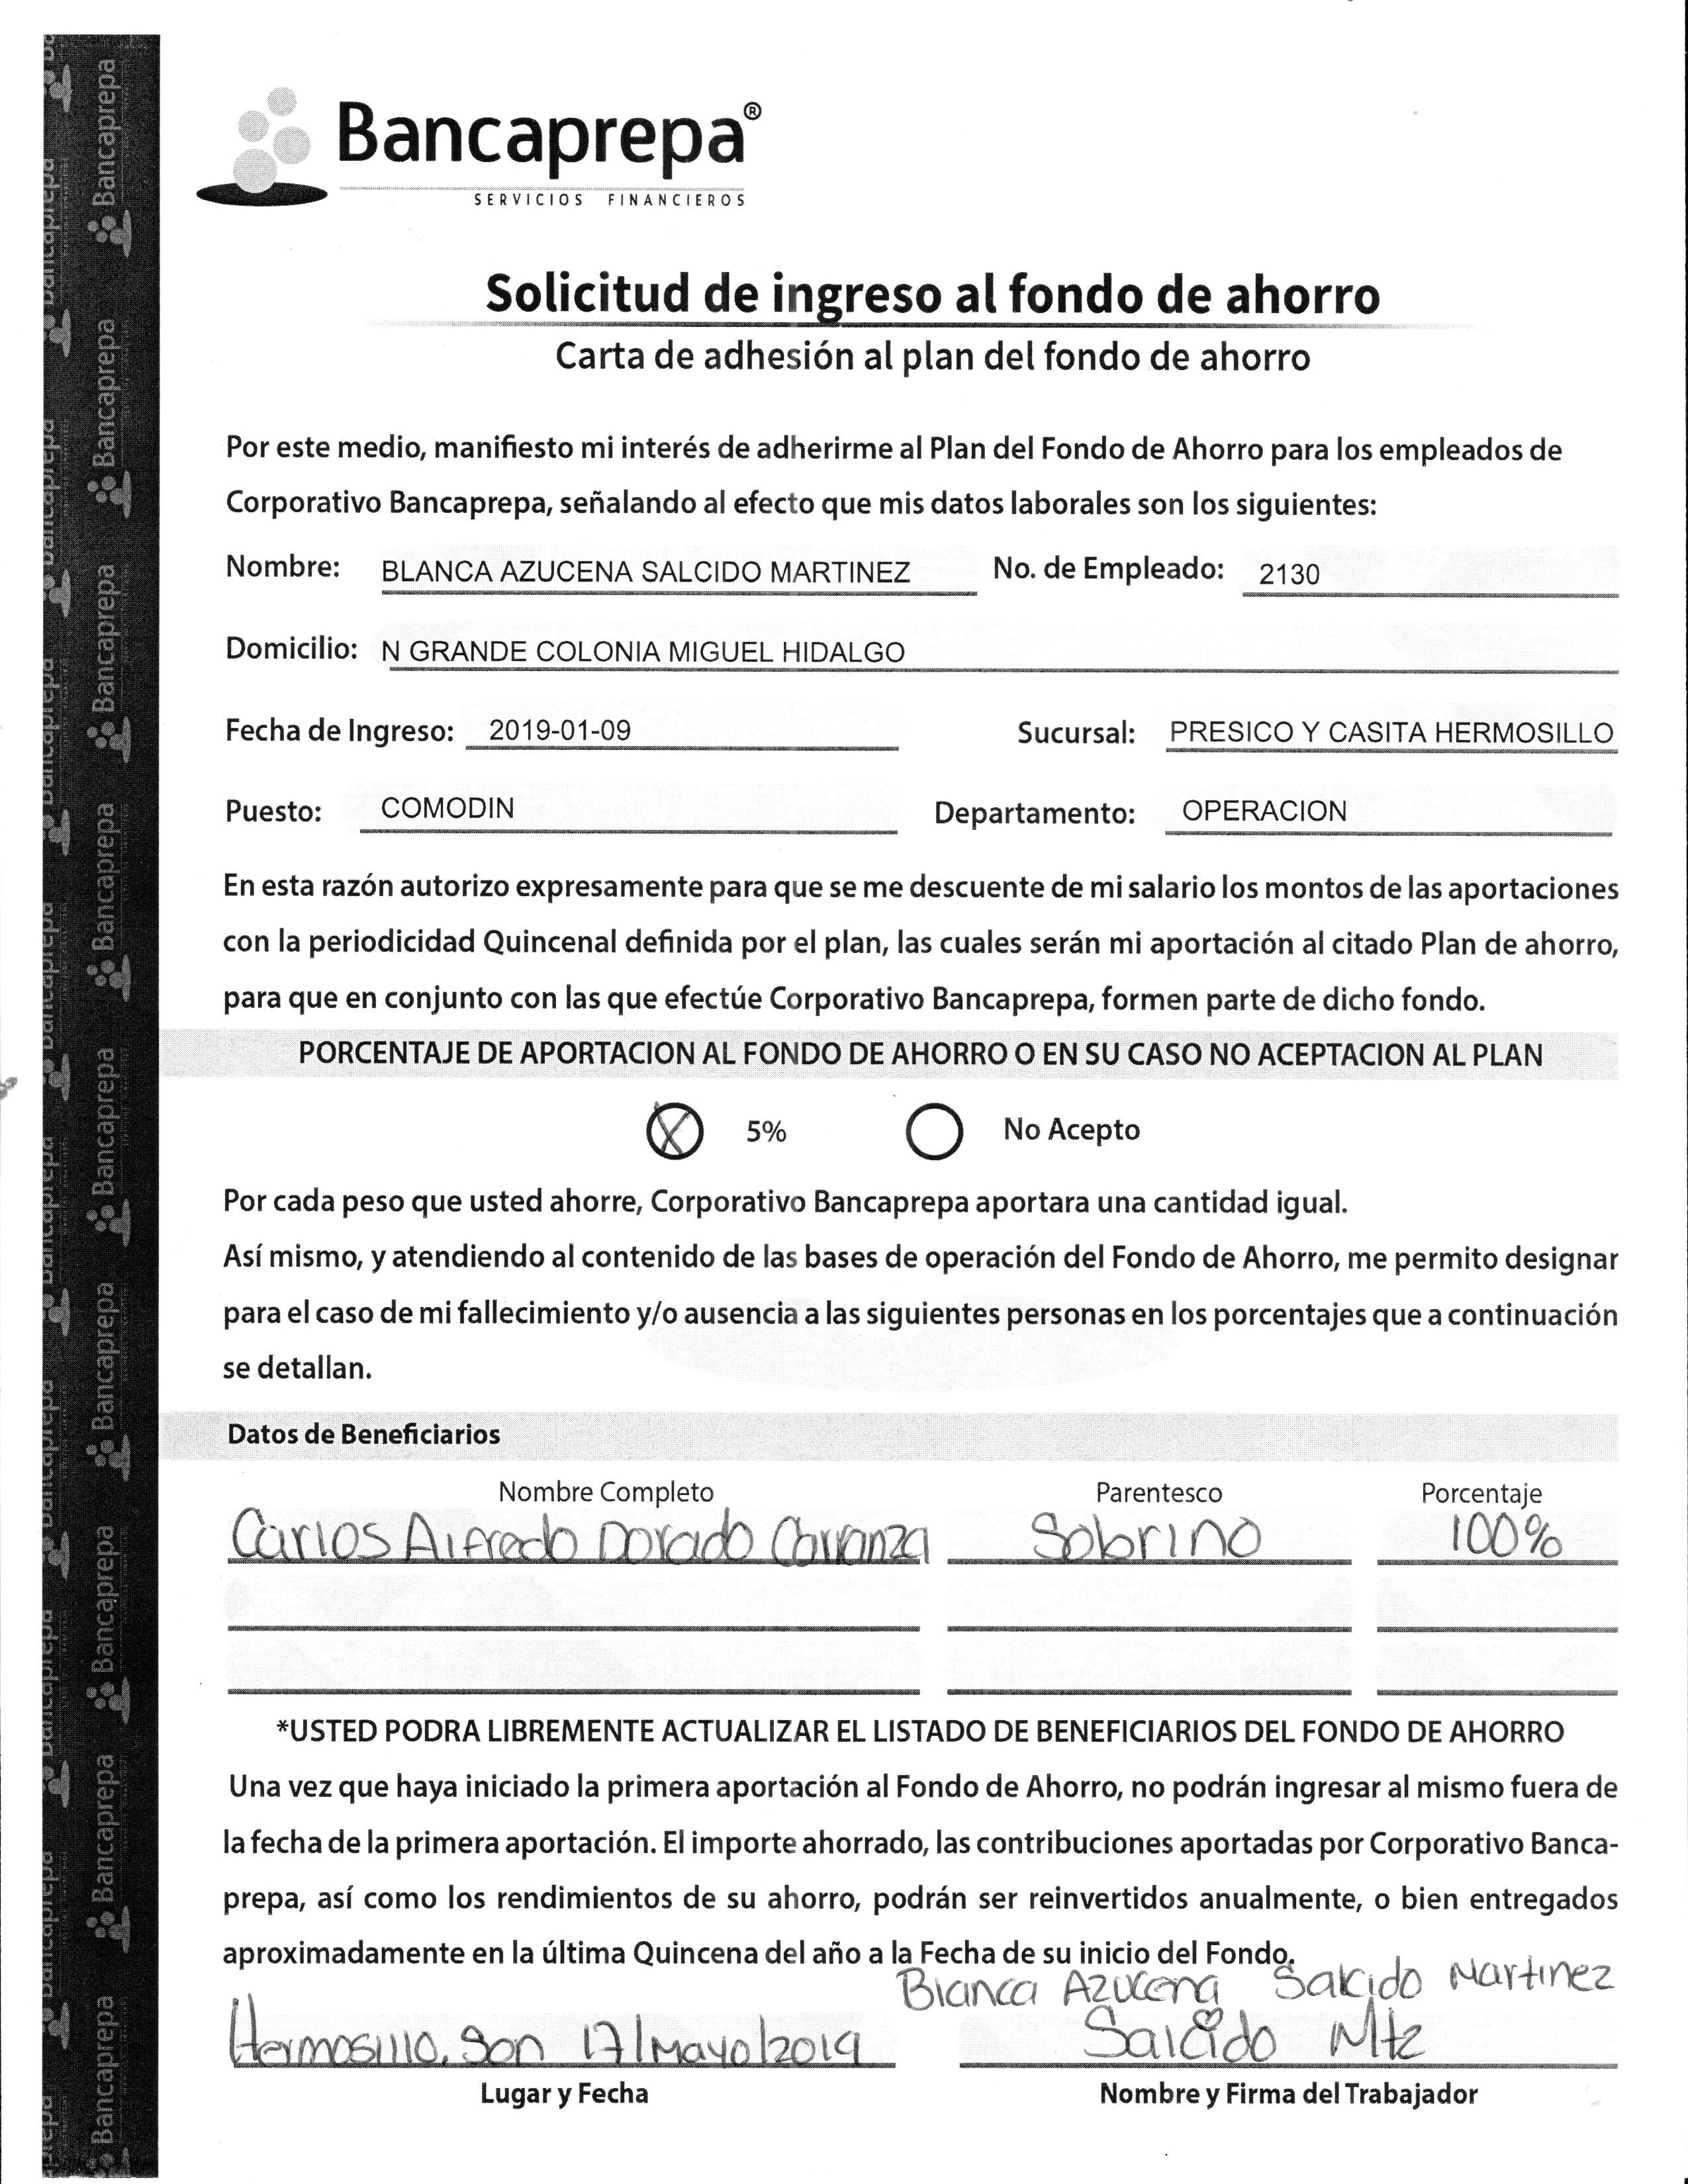 Bancaprepa®
SERVICIOS FINANCIEROS
Solicitud de ingreso al fondo de ahorro
Carta de adhesión al plan del fondo de ahorro
Por este medo, manifiesto mi interés de adherirme al Plan del Fondo de Ahorro para los empleados de
Corporativo Bancaprepa, señalando al efecto que mis datos laborales son los siguientes:
Nombre: BLANCA AZUCENA SALCIDO MARTINEZ No. de Empleado: 2130
Domicilio: N GRANDE COLONIA MIGUEL HIDALGO
Fecha de Ingreso: 2019-01-09 Sucursal: PRESICO Y CASITA HERMOSILLO
Puesto: COMODIN Departamento: OPERACION
En esta razón autorizo expresamente para que se me descuente de mi salario los montos de las aportaciones
con la periodicidad Quincenal definida por el plan, las cuales serán mi aportación al citado Plan de ahorro,
para que en conjunto con las que efectúe Corporativo Bancaprepa, formen parte de dicho fondo.
PORCENTAJE DE APORTACION AL FONDO DE AHORRO O EN SU CASO NO ACEPTACION AL PLAN
X 5% No Acepto
Por cada peso que usted ahorre, Corporativo Bancaprepa aportara una cantidad igual.
Así mismo, y atendiendo al contenido de las bases de operación del Fondo de Ahorro, me permito designar
para el caso de mi fallecimiento y/o ausencia a las siguientes personas en los porcentajes que a continuación
se detallan.
Datos de Beneficiarios
Nombre Completo Parentesco Porcentaje
Carlos Alfredo Dorado Carranza Sobrino 100%
*USTED PODRA LIBREMENTE ACTUALIZAR EL LISTADO DE BENEFICIARIOS DEL FONDO DE AHORRO
Una vez que haya iniciado la primera aportación al Fondo de Ahorro, no podrán ingresar al mismo fuera de
la fecha de la primera aportación. El importe ahorrado, las contribuciones aportadas por Corporativo Banca-
prepa, así como los rendimientos de su ahorro, podrán ser reinvertidos anualmente, o bien entregados
aproximadamente en la última Quincena del año a la Fecha de su inicio del Fondo.
Blanca Azucena Salcido Martinez
Hermosillo, Son 17/Mayo/2019 Salcido Mtz
Lugar y Fecha Nombre y Firma del Trabajador